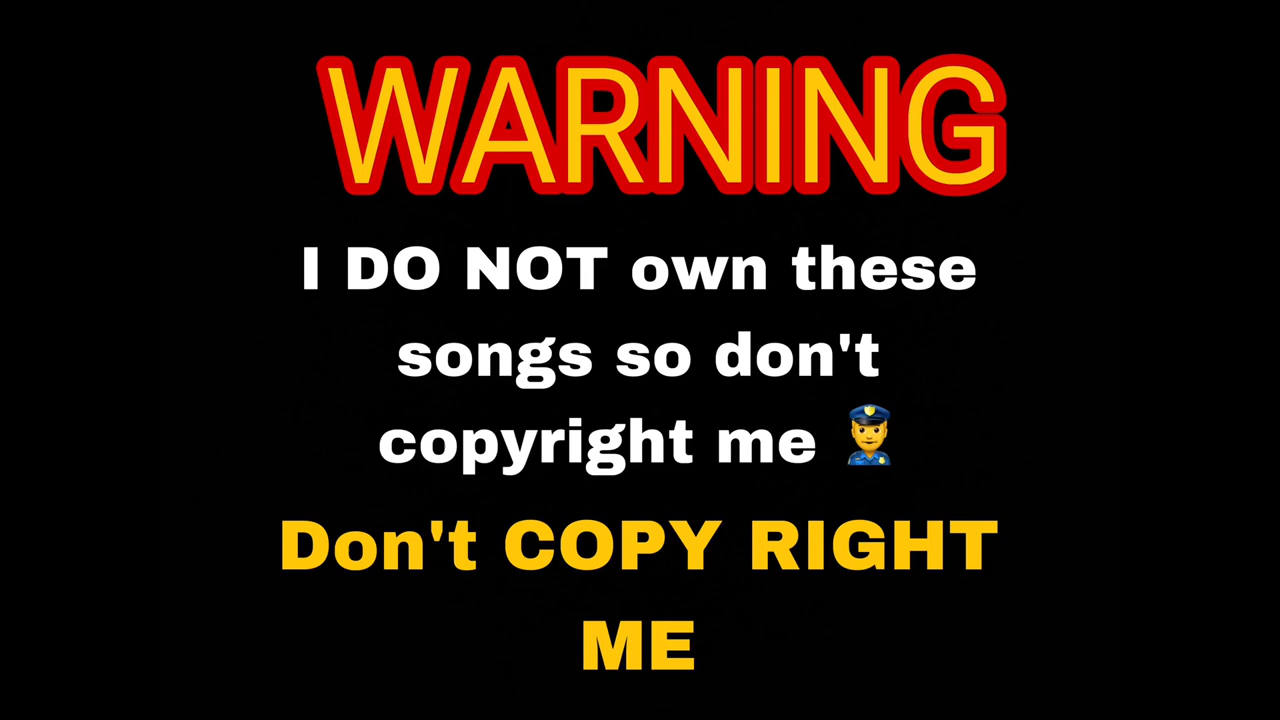 WARNING
I DO NOT own these
songs so don't
copyright me 👮
Don't COPY RIGHT
ME